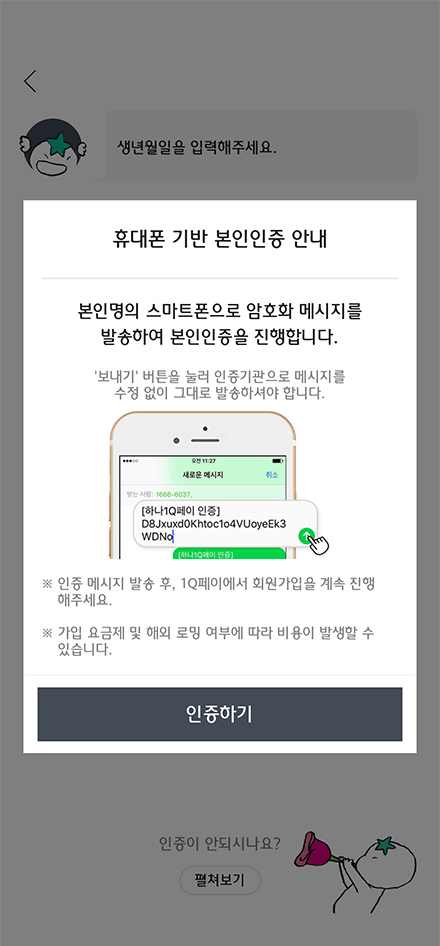 생년월일을 입력해주세요.
휴대폰 기반 본인인증 안내
본인명의 스마트폰으로 암호화 메시지를
발송하여 본인인증을 진행합니다.
'보내기' 버튼을 눌러 인증기관으로 메시지를
수정 없이 그대로 발송하셔야 합니다.
오전 11:27
새로운 메시지 취소
받는 사람: 1666-6037,
[하나1Q페이 인증]
D8Jxuxd0Khtoc1o4VUoyeEk3
WDNo
[하나1Q페이 인증]
※ 인증 메시지 발송 후, 1Q페이에서 회원가입을 계속 진행
해주세요.
※ 가입 요금제 및 해외 로밍 여부에 따라 비용이 발생할 수
있습니다.
인증하기
인증이 안되시나요?
펼쳐보기